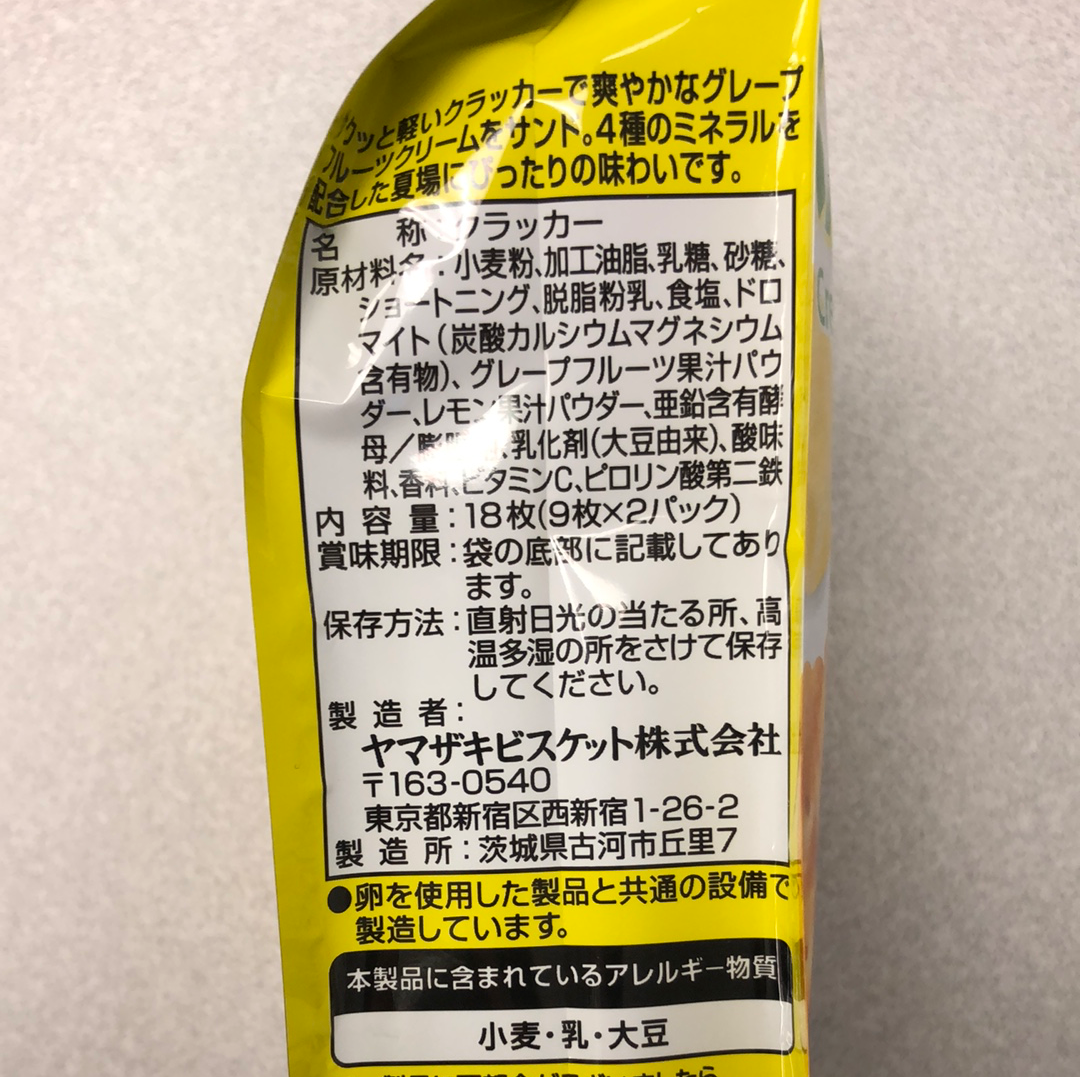 サクッと軽いクラッカーで爽やかなグレープ
フルーツクリームをサンド。4種のミネラルを
配合した夏場にぴったりの味わいです。
名称:クラッカー
原材料名:小麦粉、加工油脂、乳糖、砂糖、
ショートニング、脱脂粉乳、食塩、ドロ
マイト(炭酸カルシウムマグネシウム
含有物)、グレープフルーツ果汁パウ
ダー、レモン果汁パウダー、亜鉛含有酵
母/膨 乳化剤(大豆由来)、酸味
料、香料、ビタミンC、ピロリン酸第二鉄
内容量:18枚(9枚×2パック)
賞味期限:袋の底部に記載してあり
ます。
保存方法:直射日光の当たる所、高
温多湿の所をさけて保存
してください。
製造者:
ヤマザキビスケット株式会社
〒163-0540
東京都新宿区西新宿1-26-2
製造所:茨城県古河市丘里7
●卵を使用した製品と共通の設備で
製造しています。
本製品に含まれているアレルギー物質
小麦・乳・大豆